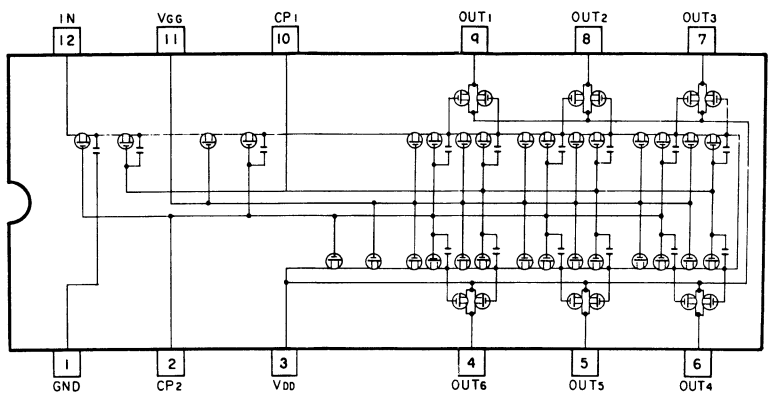 IN VGG CP1 OUT1 OUT2 OUT3
12 11 10 9 8 7
1 2 3 4 5 6
GND CP2 VDD OUT6 OUT5 OUT4